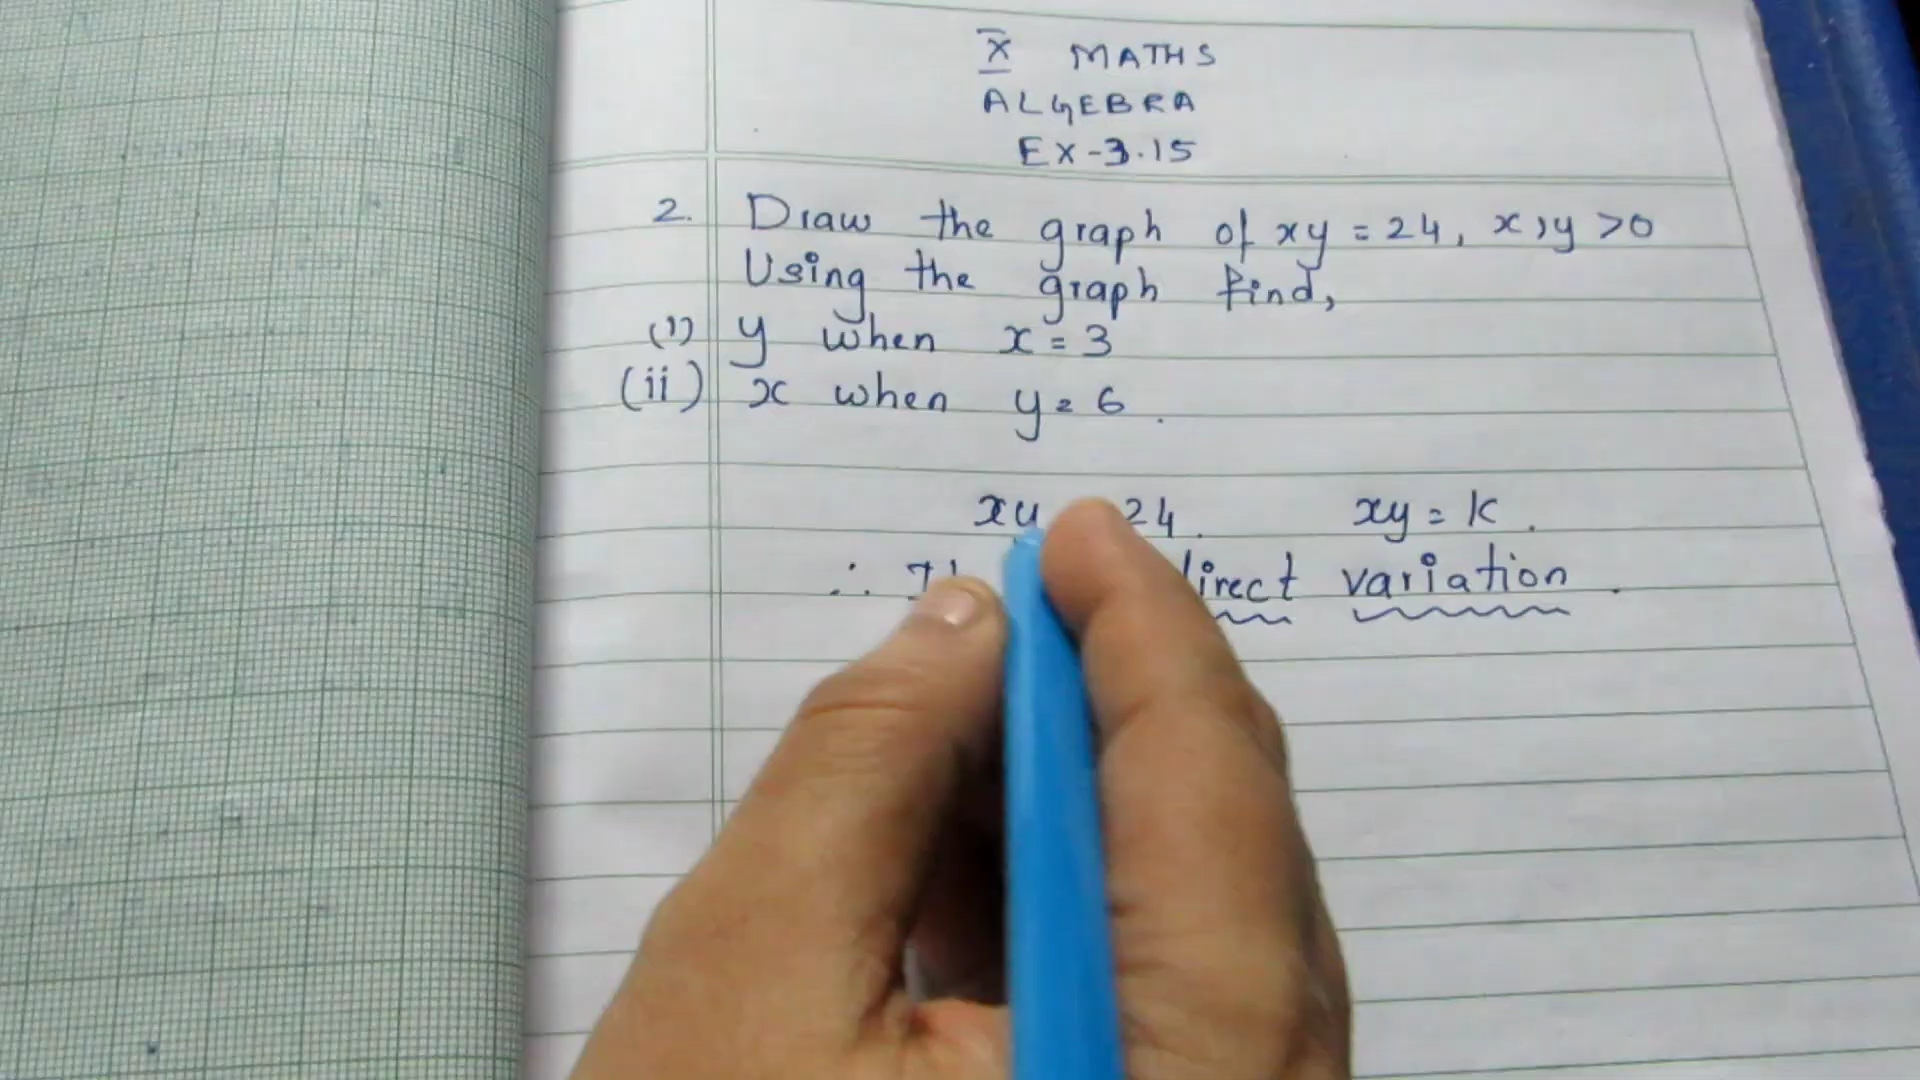 X MATHS
ALGEBRA
EX-3.15
2. Draw the graph of xy = 24, x,y >0
Using the graph find,
(i) y when x = 3
(ii) x when y = 6.
xy 24. xy = k.
∴ variation.